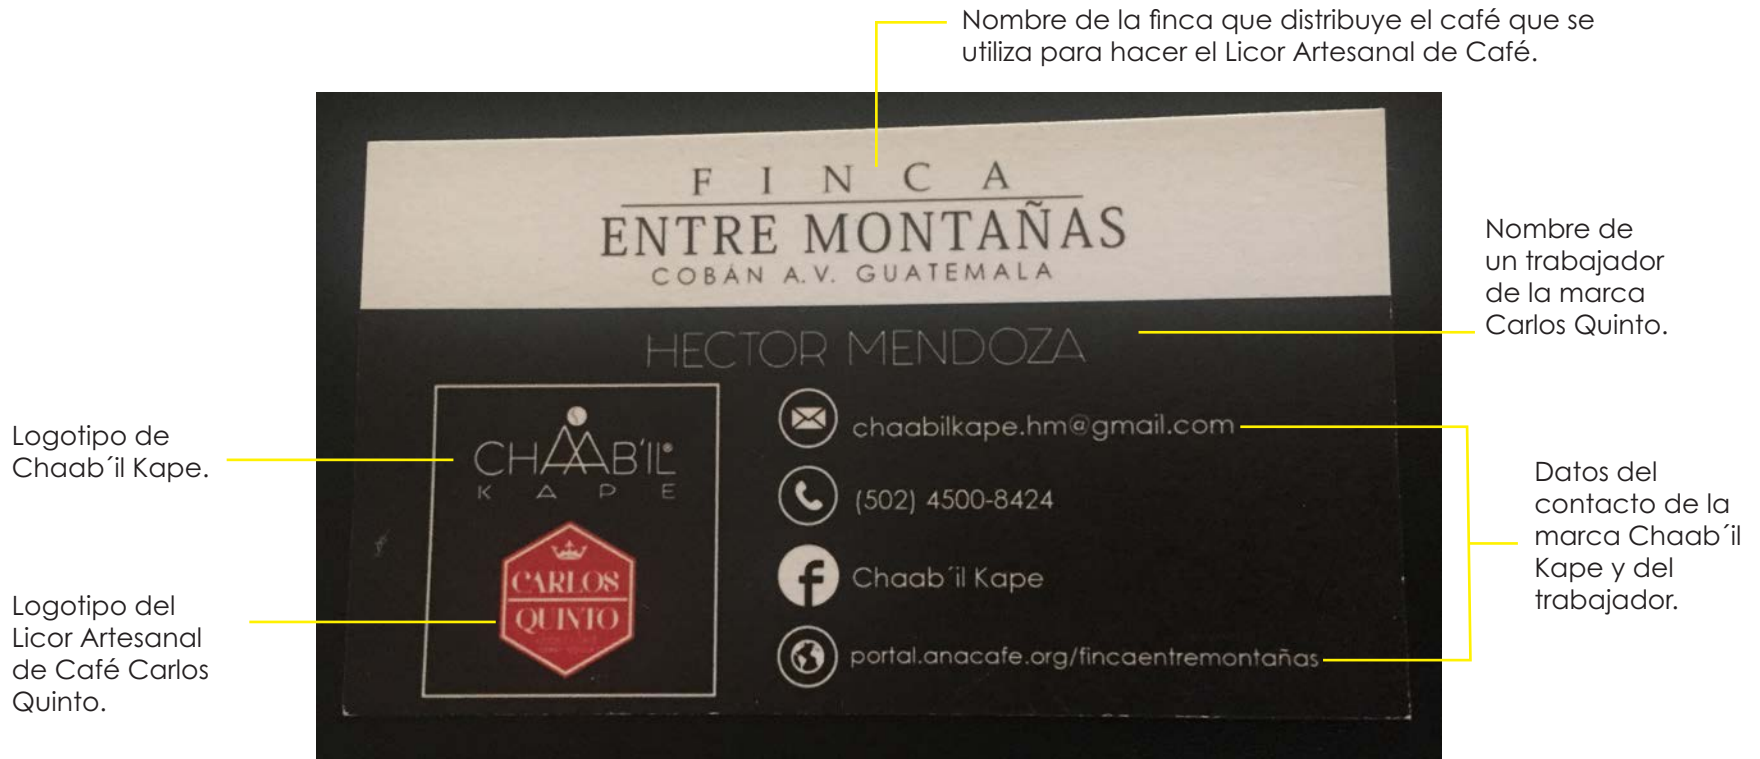 Nombre de la finca que distribuye el café que se
utiliza para hacer el Licor Artesanal de Café.
FINCA
ENTRE MONTAÑAS
COBÁN A.V. GUATEMALA
Nombre de
un trabajador
de la marca
Carlos Quinto.
HECTOR MENDOZA
Logotipo de
Chaab´il Kape.
CHAAB'IL®
KAPE
chaabilkape.hm@gmail.com
(502) 4500-8424
Chaab´il Kape
portal.anacafe.org/fincaentremontañas
Datos del
contacto de la
marca Chaab´il
Kape y del
trabajador.
Logotipo del
Licor Artesanal
de Café Carlos
Quinto.
CARLOS
QUINTO